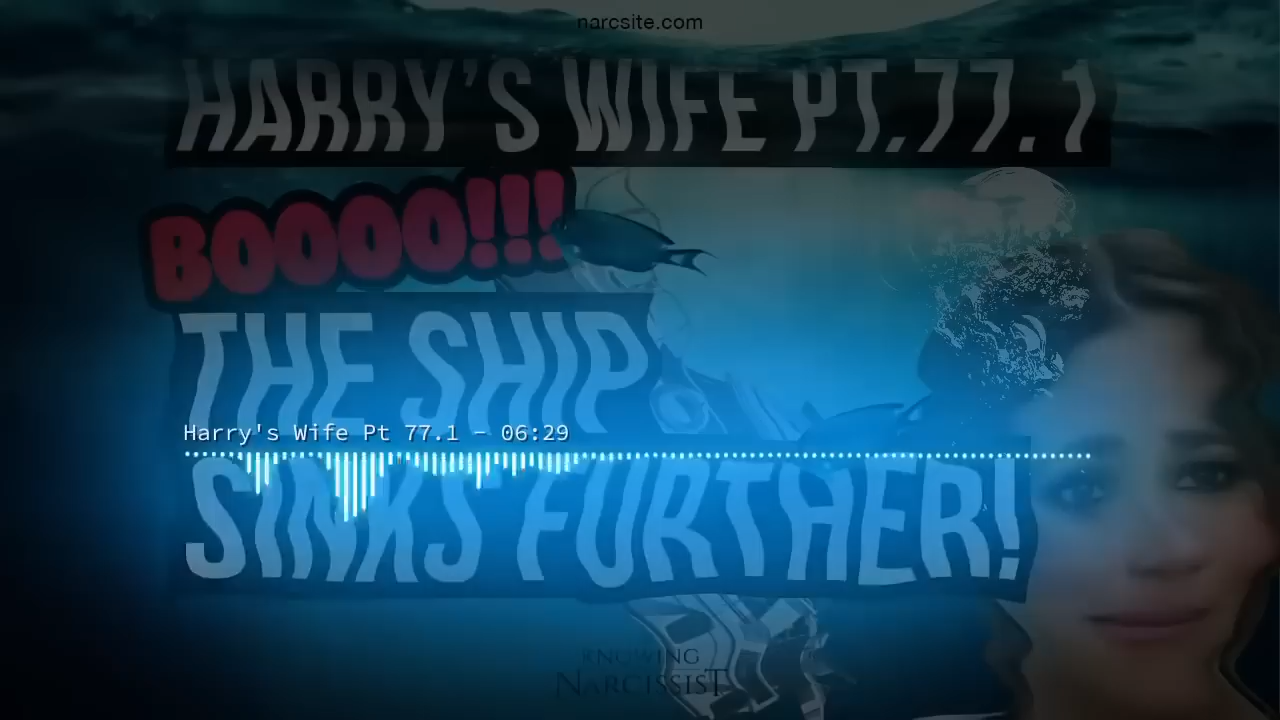 narcsite.com
HARRY'S WIFE PT.77.1
BOOOO!!!
THE SHIP
Harry's Wife Pt 77.1 - 06:29
SINKS FURTHER!
KNOWING
NARCISSIST